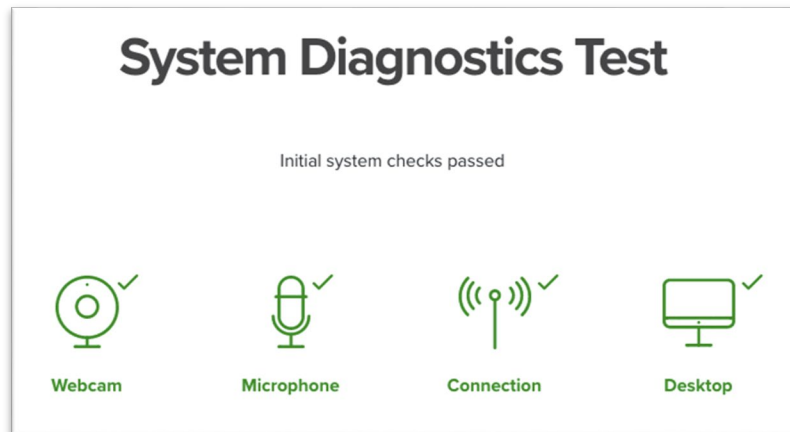 System Diagnostics Test
Initial system checks passed
Webcam
Microphone
Connection
Desktop